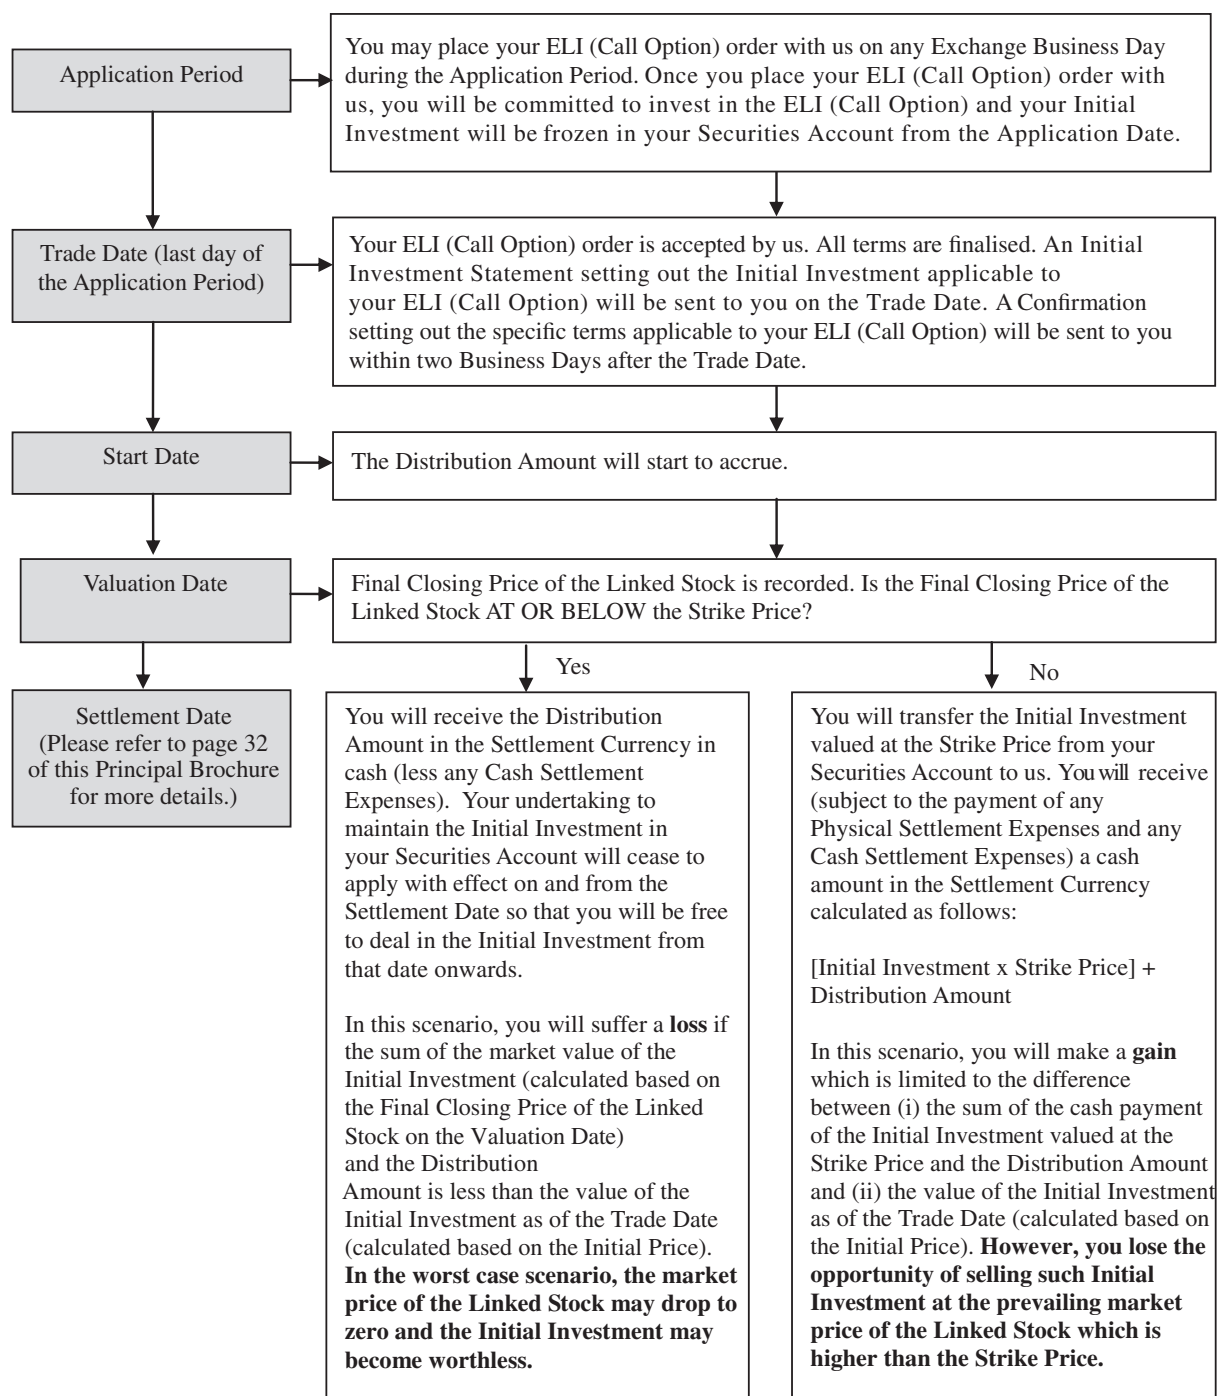 Application Period
You may place your ELI (Call Option) order with us on any Exchange Business Day
during the Application Period. Once you place your ELI (Call Option) order with
us, you will be committed to invest in the ELI (Call Option) and your Initial
Investment will be frozen in your Securities Account from the Application Date.
Trade Date (last day of
the Application Period)
Your ELI (Call Option) order is accepted by us. All terms are finalised. An Initial
Investment Statement setting out the Initial Investment applicable to
your ELI (Call Option) will be sent to you on the Trade Date. A Confirmation
setting out the specific terms applicable to your ELI (Call Option) will be sent to you
within two Business Days after the Trade Date.
Start Date
The Distribution Amount will start to accrue.
Valuation Date
Final Closing Price of the Linked Stock is recorded. Is the Final Closing Price of the
Linked Stock AT OR BELOW the Strike Price?
Yes
No
Settlement Date
(Please refer to page 32
of this Principal Brochure
for more details.)
You will receive the Distribution
Amount in the Settlement Currency in
cash (less any Cash Settlement
Expenses).  Your undertaking to
maintain the Initial Investment in
your Securities Account will cease to
apply with effect on and from the
Settlement Date so that you will be free
to deal in the Initial Investment from
that date onwards.
In this scenario, you will suffer a loss if
the sum of the market value of the
Initial Investment (calculated based on
the Final Closing Price of the Linked
Stock on the Valuation Date)
and the Distribution
Amount is less than the value of the
Initial Investment as of the Trade Date
(calculated based on the Initial Price).
In the worst case scenario, the market
price of the Linked Stock may drop to
zero and the Initial Investment may
become worthless.
You will transfer the Initial Investment
valued at the Strike Price from your
Securities Account to us. You will receive
(subject to the payment of any
Physical Settlement Expenses and any
Cash Settlement Expenses) a cash
amount in the Settlement Currency
calculated as follows:
[Initial Investment x Strike Price] +
Distribution Amount
In this scenario, you will make a gain
which is limited to the difference
between (i) the sum of the cash payment
of the Initial Investment valued at the
Strike Price and the Distribution Amount
and (ii) the value of the Initial Investment
as of the Trade Date (calculated based on
the Initial Price). However, you lose the
opportunity of selling such Initial
Investment at the prevailing market
price of the Linked Stock which is
higher than the Strike Price.